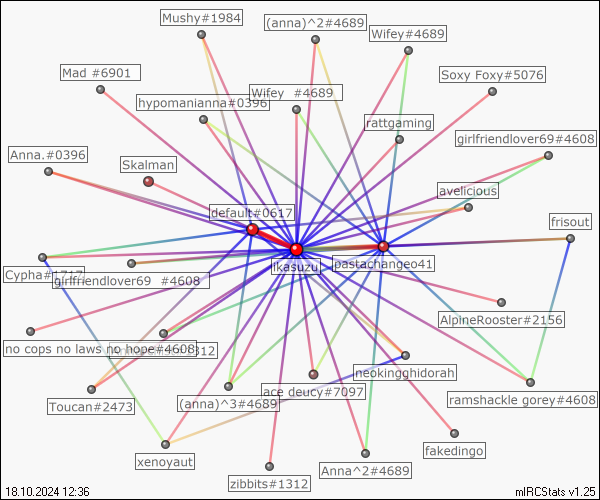 Mushy#1984
(anna)^2#4689
Wifey#4689
Mad #6901
Soxy Foxy#5076
Wifey #4689
hypomanianna#0396
rattgaming
girlfriendlover69#4608
Anna.#0396
Skalman
avelicious
default#0617
frisout
ikasuzu
pastachangeo41
Cypha#1717
girlfriendlover69 #4608
AlpineRooster#2156
no cops no laws no hope#4608
neokingghidorah
ace deucy#7097
Toucan#2473
(anna)^3#4689
ramshackle gorey#4608
fakedingo
xenoyaut
Anna^2#4689
zibbits#1312
18.10.2024 12:36
mIRCStats v1.25